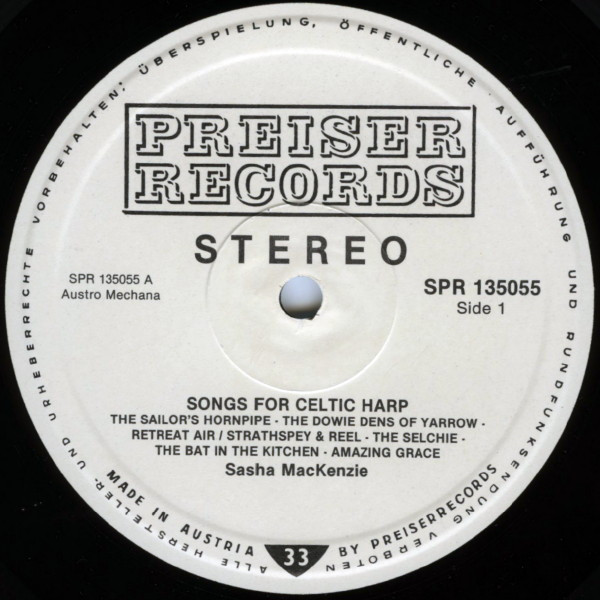 ALLE HERSTELLER- UND URHEBERRECHTE VORBEHALTEN; ÜBERSPIELUNG, ÖFFENTLICHE AUFFÜHRUNG UND RUNDFUNKSENDUNG VERBOTEN
PREISER
RECORDS
STEREO
SPR 135055 A
Austro Mechana
SPR 135055
Side 1
SONGS FOR CELTIC HARP
THE SAILOR'S HORNPIPE - THE DOWIE DENS OF YARROW -
RETREAT AIR / STRATHSPEY & REEL - THE SELCHIE -
THE BAT IN THE KITCHEN - AMAZING GRACE
Sasha MacKenzie
MADE IN AUSTRIA 33 BY PREISERRECORDS